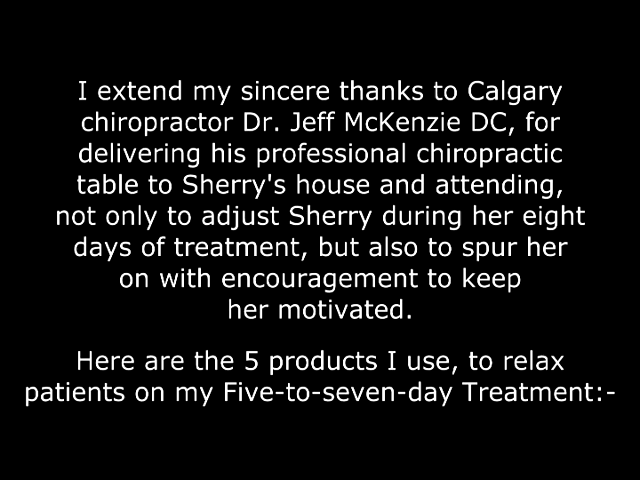 I extend my sincere thanks to Calgary
chiropractor Dr. Jeff McKenzie DC, for
delivering his professional chiropractic
table to Sherry's house and attending,
not only to adjust Sherry during her eight
days of treatment, but also to spur her
on with encouragement to keep
her motivated.
Here are the 5 products I use, to relax
patients on my Five-to-seven-day Treatment:-